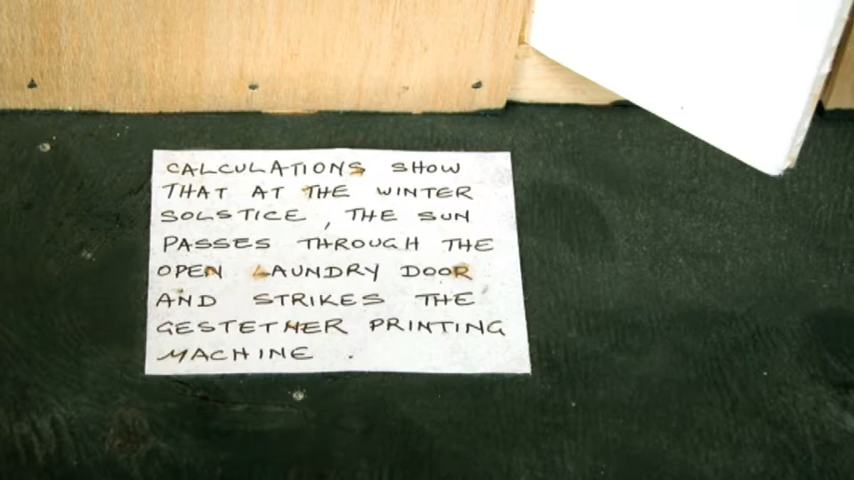 CALCULATIONS SHOW
THAT AT THE WINTER
SOLSTICE , THE SUN
PASSES THROUGH THE
OPEN LAUNDRY DOOR
AND STRIKES THE
GESTETHER PRINTING
MACHINE .